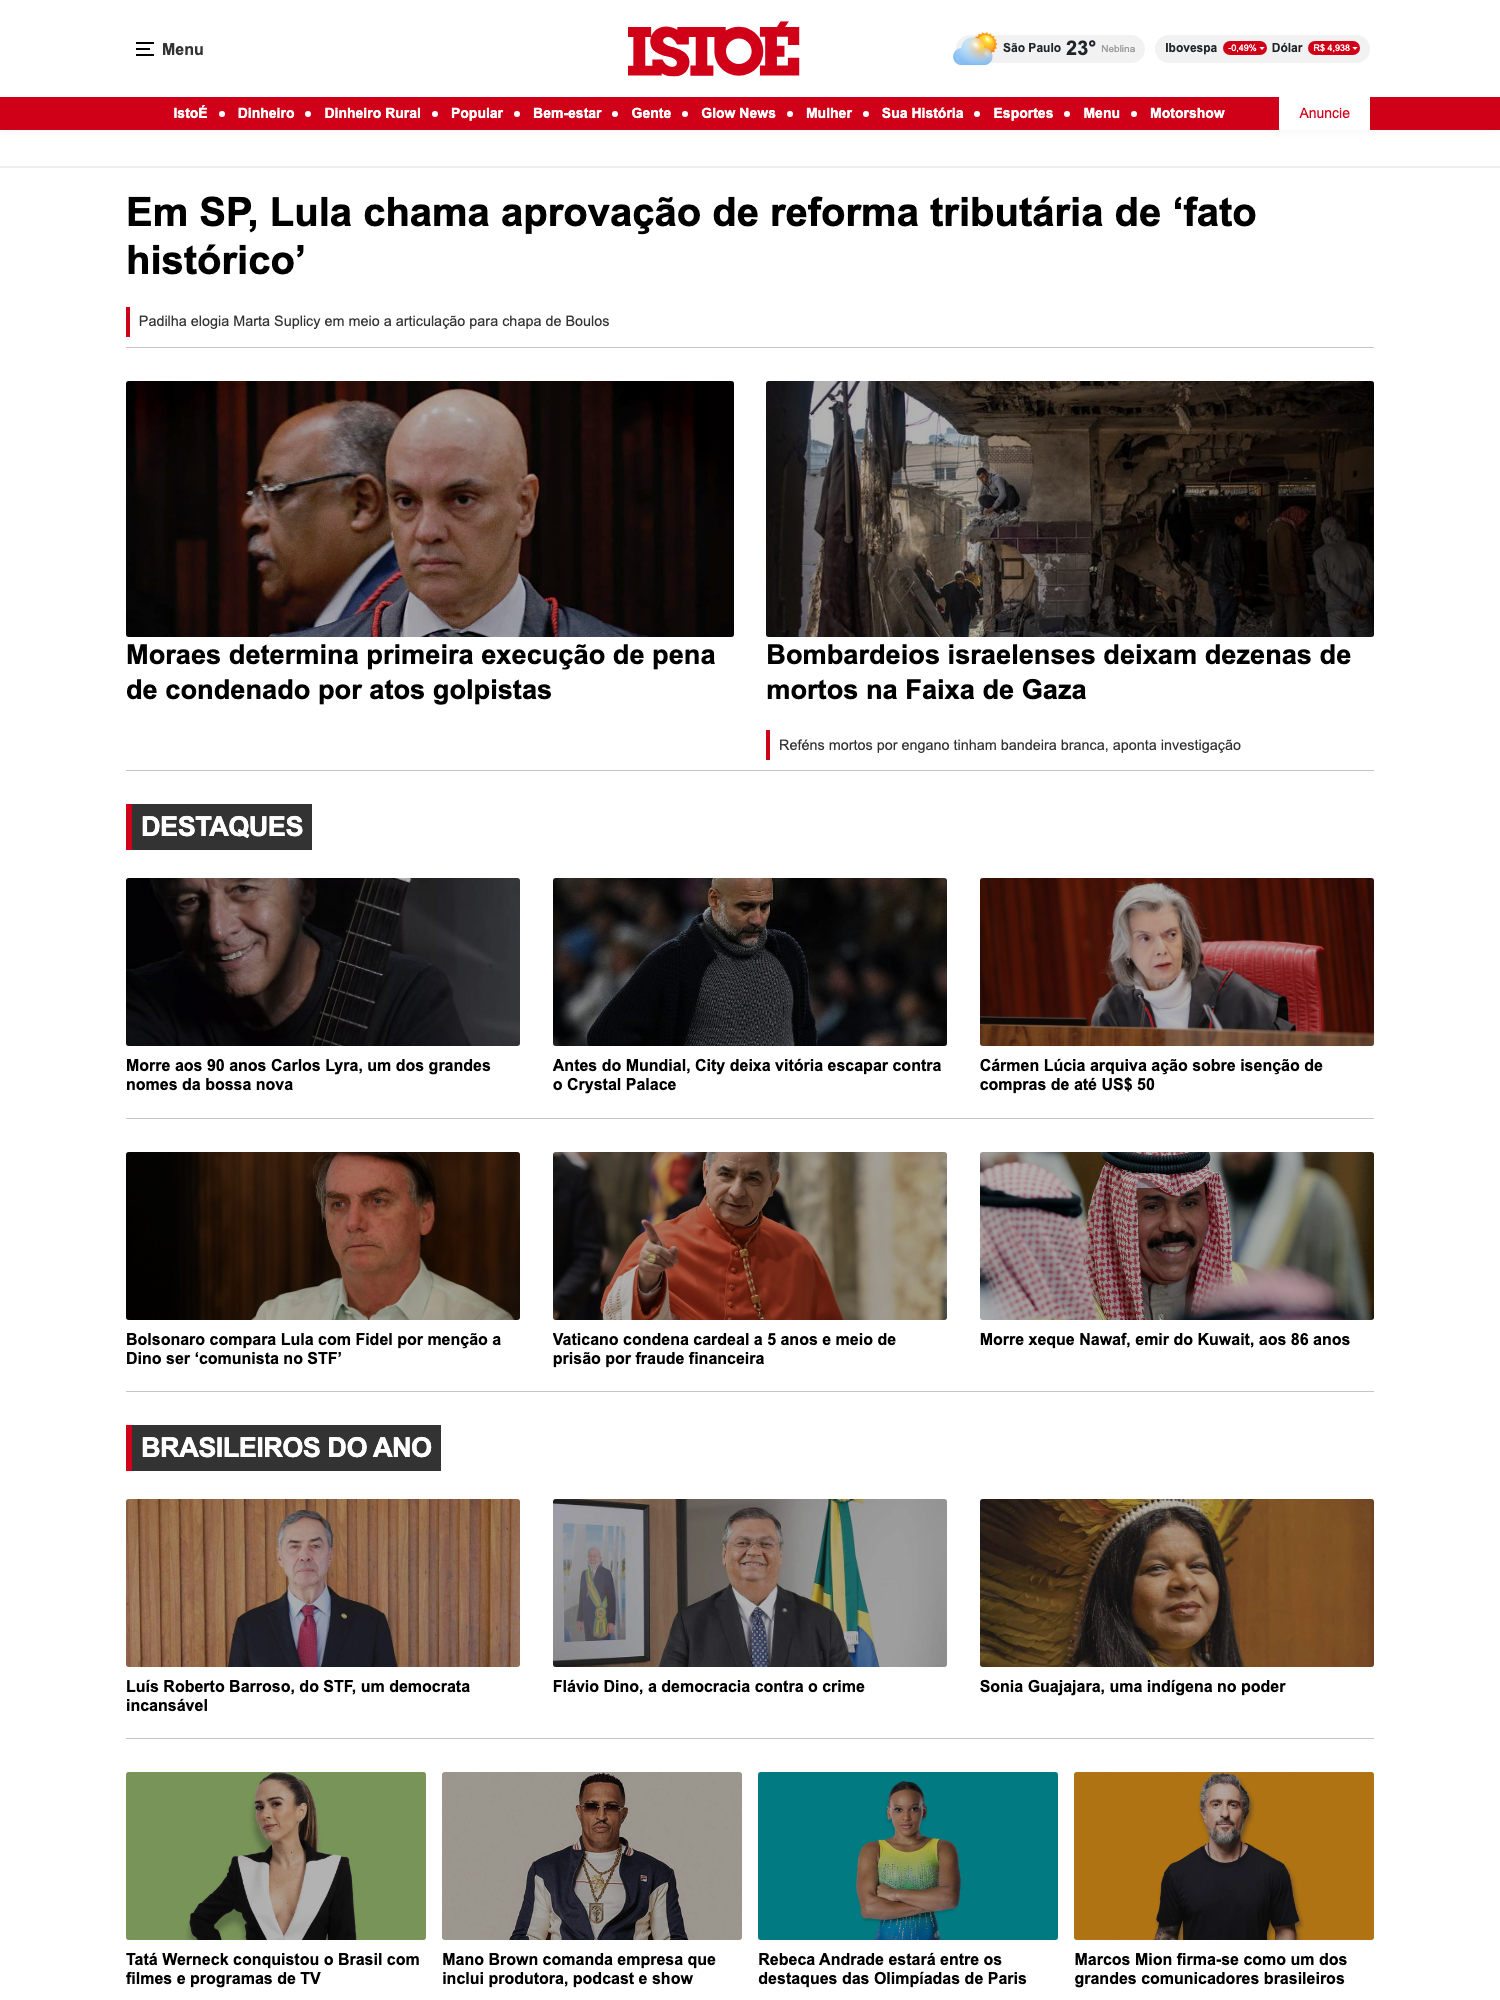 Menu
ISTOÉ
São Paulo 23° Neblina
Ibovespa -0,49% Dólar R$ 4,938
IstoÉ • Dinheiro • Dinheiro Rural • Popular • Bem-estar • Gente • Glow News • Mulher • Sua História • Esportes • Menu • Motorshow
Anuncie
Em SP, Lula chama aprovação de reforma tributária de ‘fato
histórico’
Padilha elogia Marta Suplicy em meio a articulação para chapa de Boulos
Moraes determina primeira execução de pena
de condenado por atos golpistas
Bombardeios israelenses deixam dezenas de
mortos na Faixa de Gaza
Reféns mortos por engano tinham bandeira branca, aponta investigação
DESTAQUES
Morre aos 90 anos Carlos Lyra, um dos grandes
nomes da bossa nova
Antes do Mundial, City deixa vitória escapar contra
o Crystal Palace
Cármen Lúcia arquiva ação sobre isenção de
compras de até US$ 50
Bolsonaro compara Lula com Fidel por menção a
Dino ser ‘comunista no STF’
Vaticano condena cardeal a 5 anos e meio de
prisão por fraude financeira
Morre xeque Nawaf, emir do Kuwait, aos 86 anos
BRASILEIROS DO ANO
Luís Roberto Barroso, do STF, um democrata
incansável
Flávio Dino, a democracia contra o crime
Sonia Guajajara, uma indígena no poder
Tatá Werneck conquistou o Brasil com
filmes e programas de TV
Mano Brown comanda empresa que
inclui produtora, podcast e show
Rebeca Andrade estará entre os
destaques das Olimpíadas de Paris
Marcos Mion firma-se como um dos
grandes comunicadores brasileiros